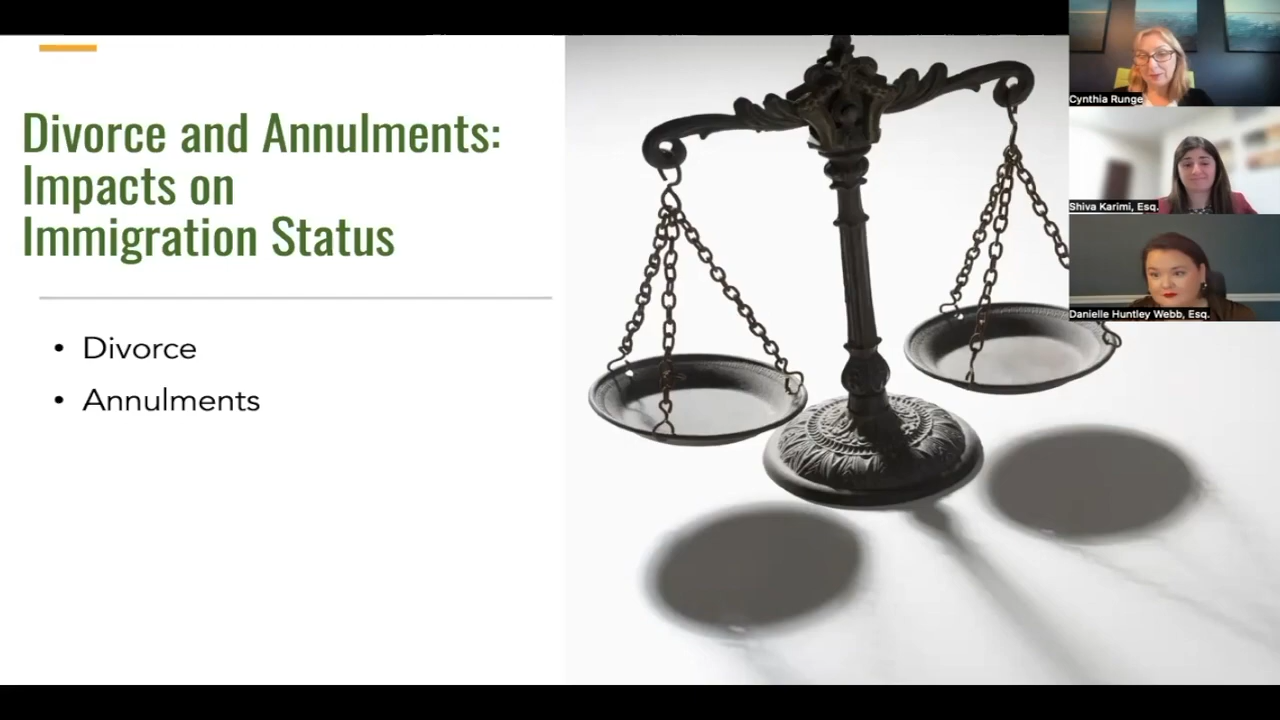 Divorce and Annulments:
Impacts on
Immigration Status
• Divorce
• Annulments
Cynthia Runge
Shiva Karimi, Esq.
Danielle Huntley Webb, Esq.